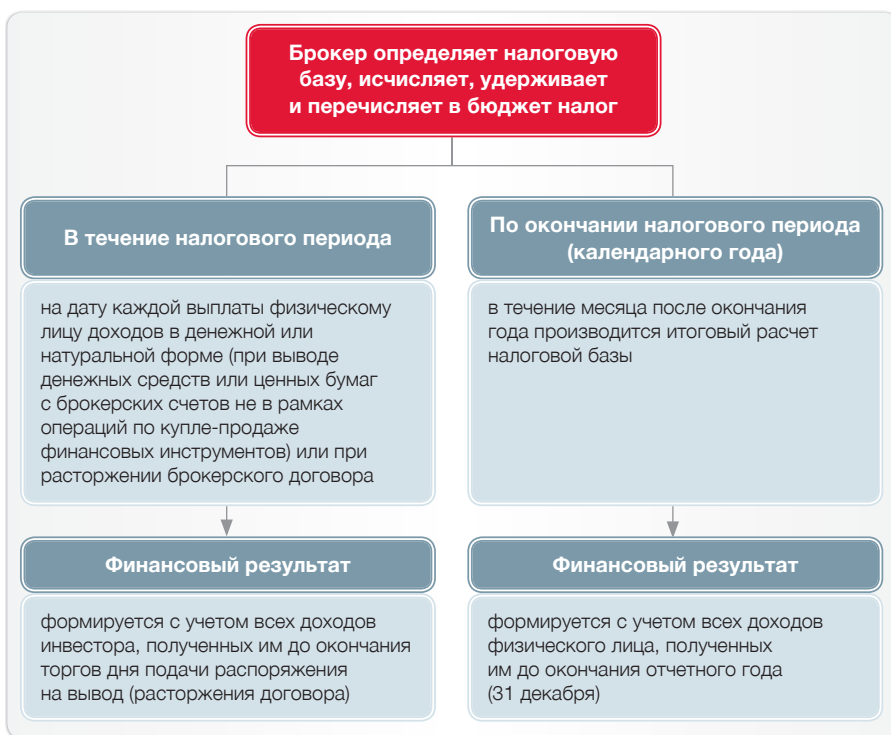 Брокер определяет налоговую
базу, исчисляет, удерживает
и перечисляет в бюджет налог
В течение налогового периода
на дату каждой выплаты физическому
лицу доходов в денежной или
натуральной форме (при выводе
денежных средств или ценных бумаг
с брокерских счетов не в рамках
операций по купле-продаже
финансовых инструментов) или при
расторжении брокерского договора
Финансовый результат
формируется с учетом всех доходов
инвестора, полученных им до окончания
торгов дня подачи распоряжения
на вывод (расторжения договора)
По окончании налогового периода
(календарного года)
в течение месяца после окончания
года производится итоговый расчет
налоговой базы
Финансовый результат
формируется с учетом всех доходов
физического лица, полученных
им до окончания отчетного года
(31 декабря)